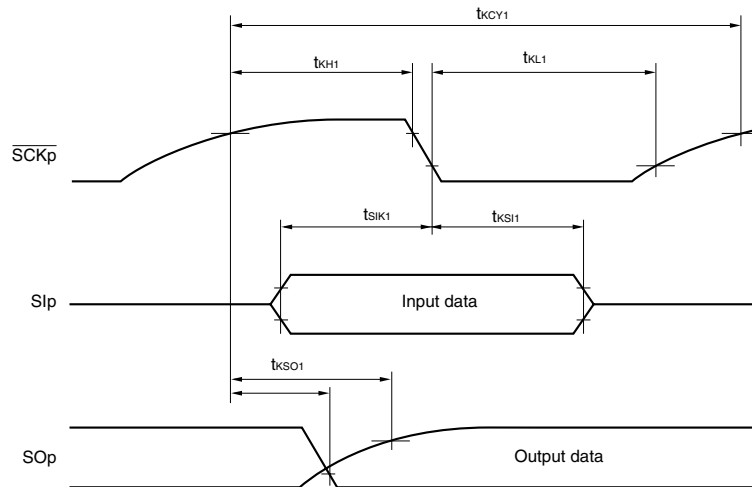 tKCY1
tKH1
tKL1
SCKp
tSIK1
tKSI1
SIp
Input data
tKSO1
SOp
Output data